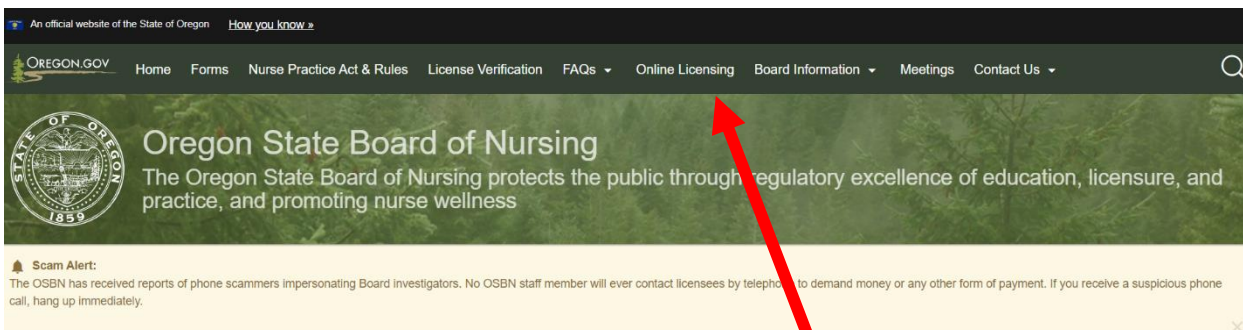 An official website of the State of Oregon How you know »
OREGON.GOV Home Forms Nurse Practice Act & Rules License Verification FAQs Online Licensing Board Information Meetings Contact Us
STATE OF OREGON
1859
Oregon State Board of Nursing
The Oregon State Board of Nursing protects the public through regulatory excellence of education, licensure, and
practice, and promoting nurse wellness
Scam Alert:
The OSBN has received reports of phone scammers impersonating Board investigators. No OSBN staff member will ever contact licensees by telephone to demand money or any other form of payment. If you receive a suspicious phone
call, hang up immediately.